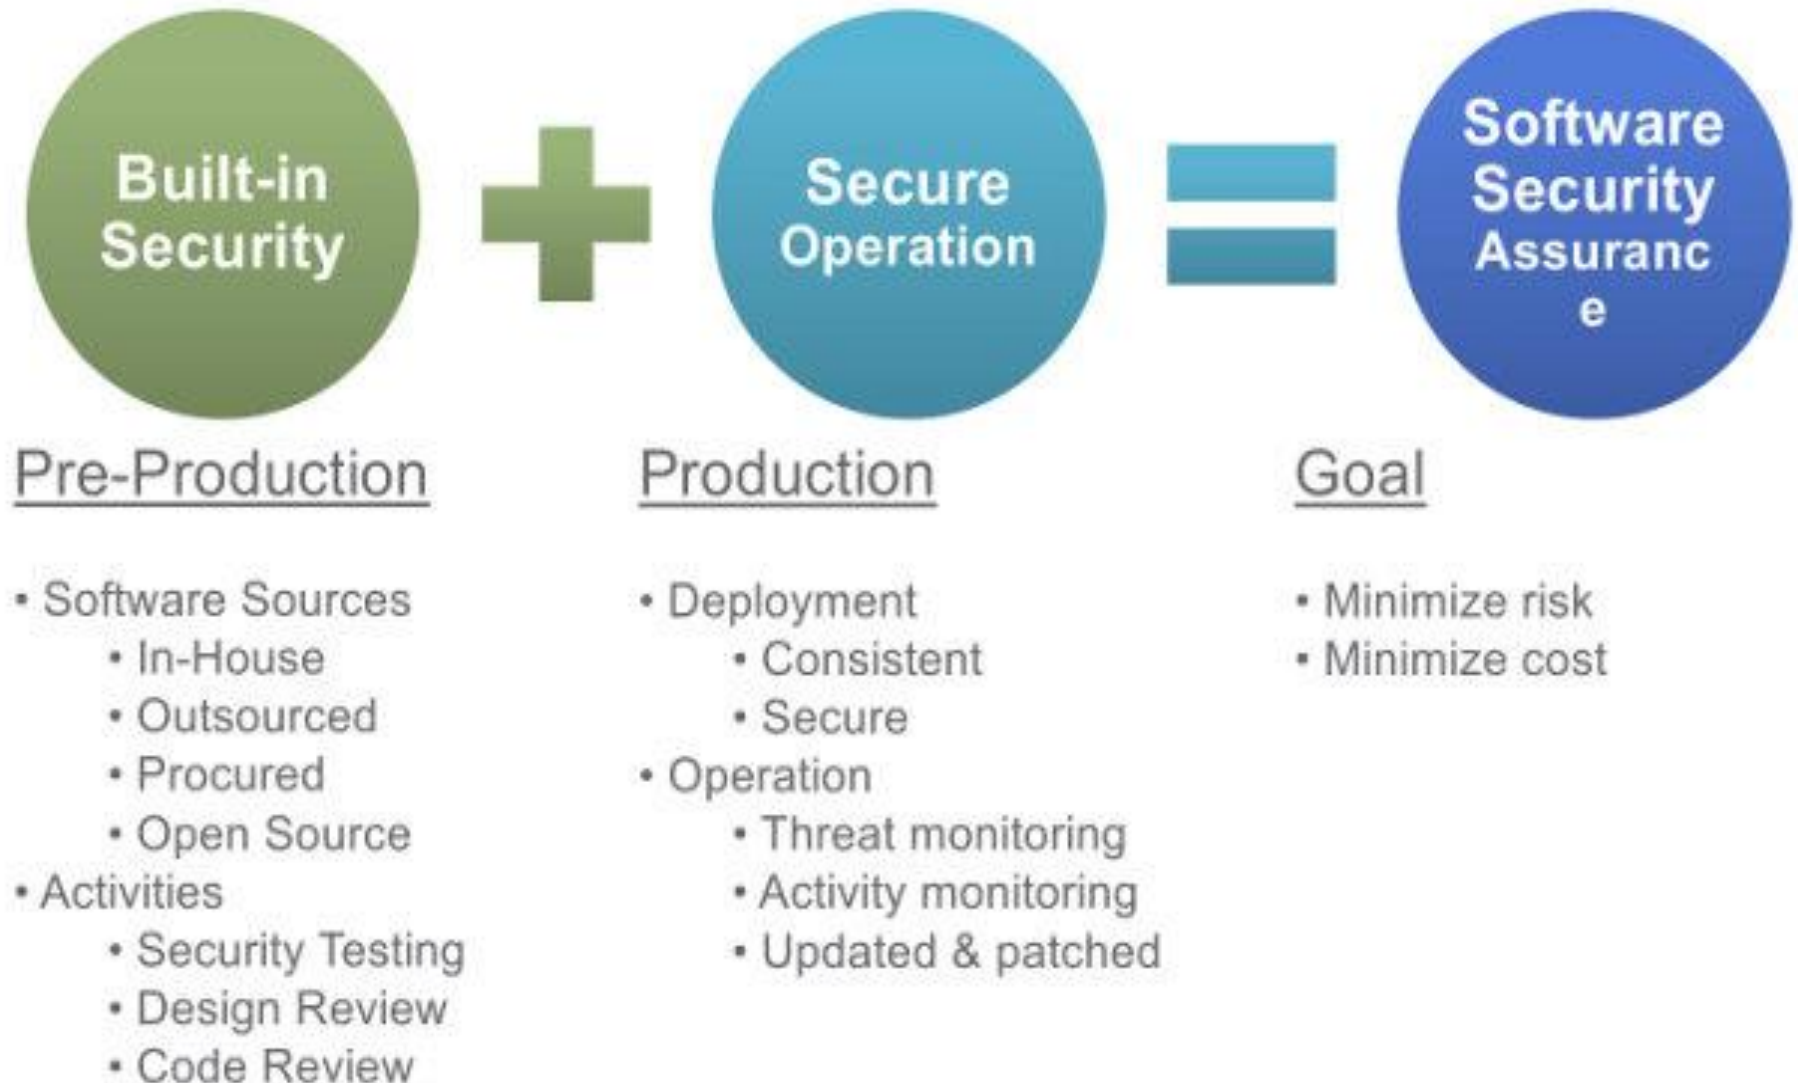 Built-in
Security
Secure
Operation
Software
Security
Assuranc
e
Pre-Production
• Software Sources
• In-House
• Outsourced
• Procured
• Open Source
• Activities
• Security Testing
• Design Review
• Code Review
Production
• Deployment
• Consistent
• Secure
• Operation
• Threat monitoring
• Activity monitoring
• Updated & patched
Goal
• Minimize risk
• Minimize cost